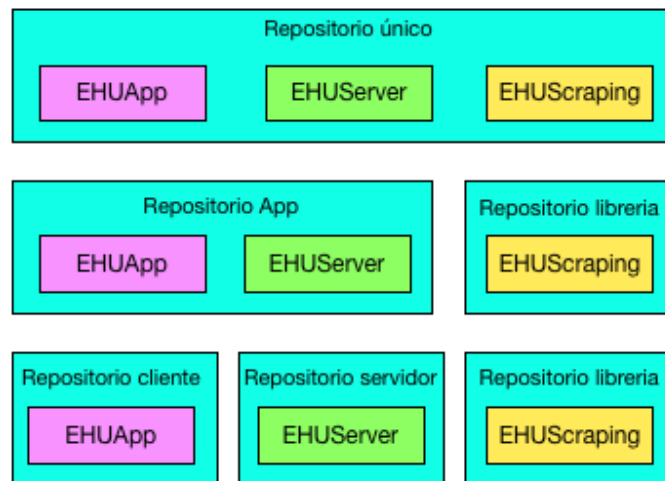 Repositorio único
EHUApp EHUServer EHUScraping
Repositorio App Repositorio libreria
EHUApp EHUServer EHUScraping
Repositorio cliente Repositorio servidor Repositorio libreria
EHUApp EHUServer EHUScraping